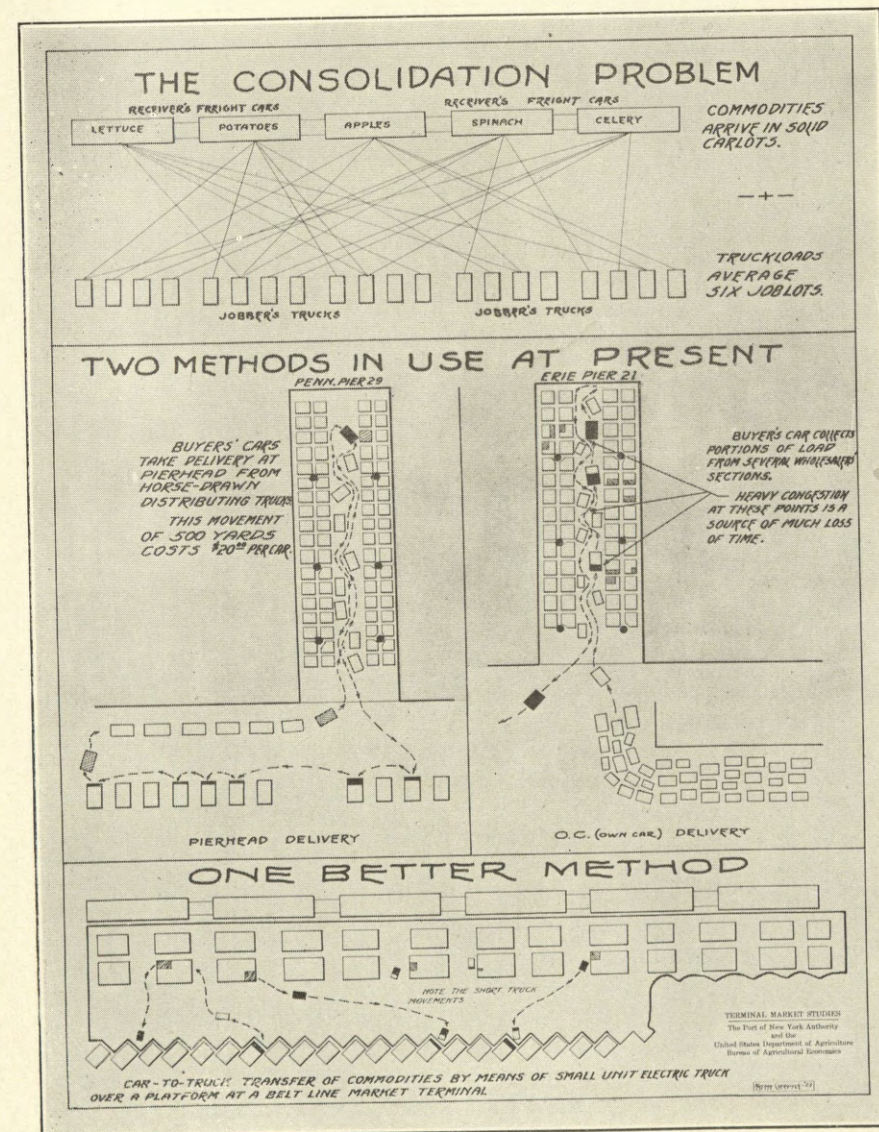 THE CONSOLIDATION PROBLEM
RECEIVER'S FREIGHT CARS
RECEIVER'S FREIGHT CARS
LETTUCE
POTATOES
APPLES
SPINACH
CELERY
COMMODITIES
ARRIVE IN SOLID
CARLOTS.
TRUCKLOADS
AVERAGE
SIX JOBLOTS.
JOBBER'S TRUCKS
JOBBER'S TRUCKS
TWO METHODS IN USE AT PRESENT
PENN. PIER 29
BUYERS' CARS
TAKE DELIVERY AT
PIERHEAD FROM
HORSE-DRAWN
DISTRIBUTING TRUCKS
THIS MOVEMENT
OF 500 YARDS
COSTS $20.00 PER CAR.
PIERHEAD DELIVERY
ERIE PIER 21
BUYER'S CAR COLLECTS
PORTIONS OF LOAD
FROM SEVERAL WHOLESALERS'
SECTIONS.
HEAVY CONGESTION
AT THESE POINTS IS A
SOURCE OF MUCH LOSS
OF TIME.
O.C. (OWN CAR) DELIVERY
ONE BETTER METHOD
NOTE THE SHORT TRUCK
MOVEMENTS
TERMINAL MARKET STUDIES
The Port of New York Authority
and the
United States Department of Agriculture
Bureau of Agricultural Economics
CAR-TO-TRUCK TRANSFER OF COMMODITIES BY MEANS OF SMALL UNIT ELECTRIC TRUCK
OVER A PLATFORM AT A BELT LINE MARKET TERMINAL